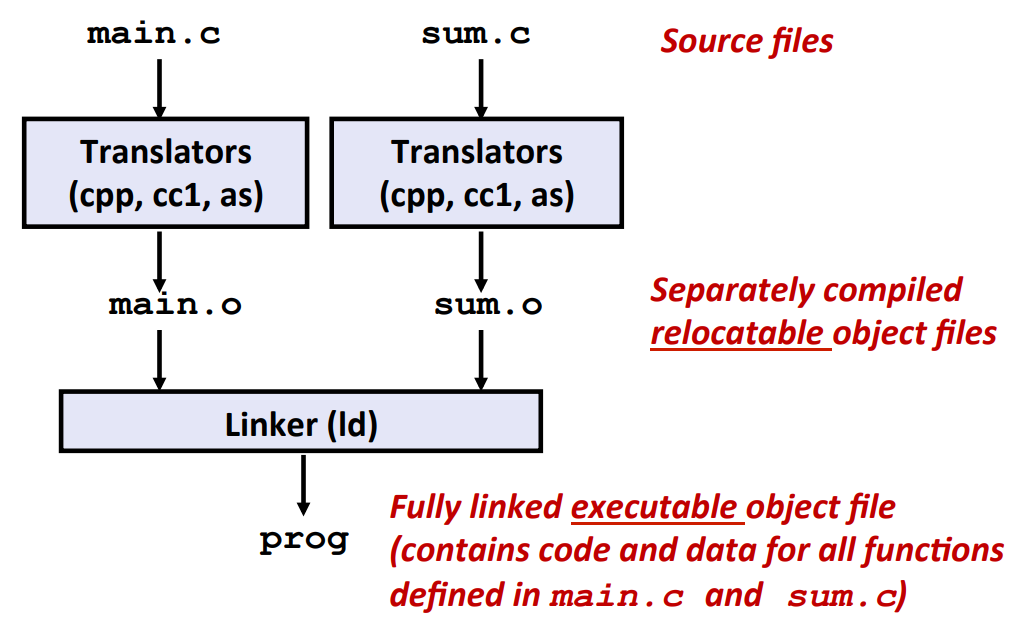 main.c
sum.c
Source files
Translators
(cpp, cc1, as)
Translators
(cpp, cc1, as)
main.o
sum.o
Separately compiled
relocatable object files
Linker (ld)
prog
Fully linked executable object file
(contains code and data for all functions
defined in main.c and sum.c)